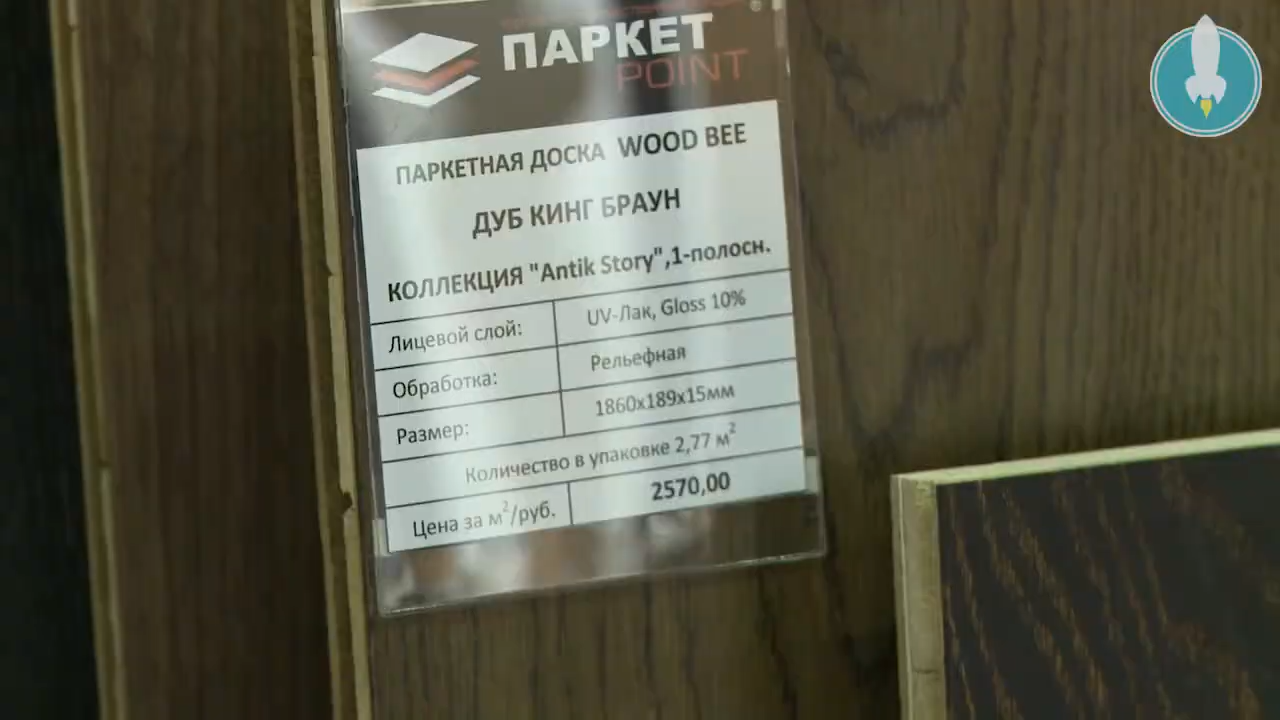 ПАРКЕТ
POINT
ПАРКЕТНАЯ ДОСКА WOOD BEE
ДУБ КИНГ БРАУН
КОЛЛЕКЦИЯ "Antik Story",1-полосн.
Лицевой слой: UV-Лак, Gloss 10%
Обработка: Рельефная
Размер: 1860х189х15мм
Количество в упаковке 2,77 м²
Цена за м²/руб. 2570,00